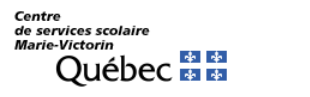 Centre
de services scolaire
Marie-Victorin
Québec